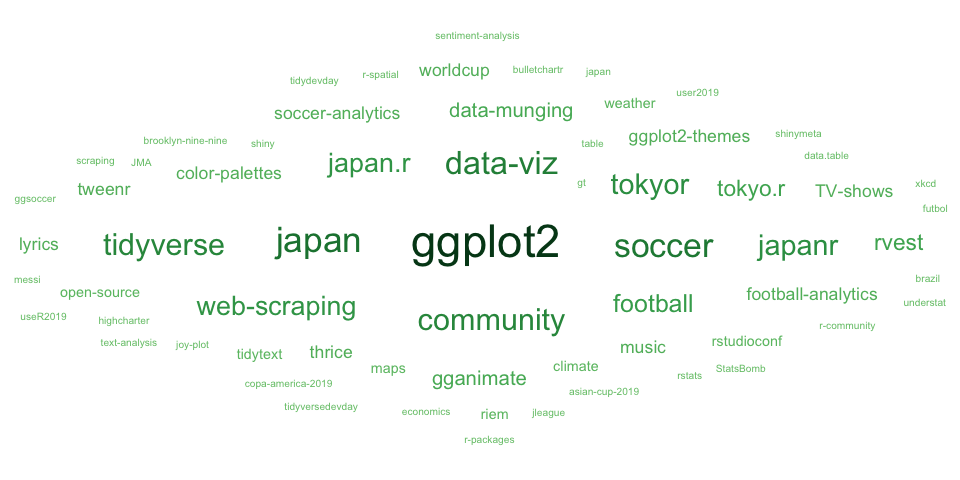 sentiment-analysis
tidydevday r-spatial worldcup bulletchartr japan
soccer-analytics data-munging weather user2019
brooklyn-nine-nine shiny table ggplot2-themes shinymeta
scraping JMA color-palettes japan.r data-viz data.table
ggsoccer tweenr gt tokyor tokyo.r TV-shows xkcd
futbol
lyrics tidyverse japan ggplot2 soccer japanr rvest
messi open-source web-scraping football football-analytics brazil
understat
useR2019 highcharter community r-community
text-analysis joy-plot tidytext thrice music rstudioconf
maps gganimate climate rstats StatsBomb
copa-america-2019 asian-cup-2019
tidyversedevday economics riem jleague
r-packages